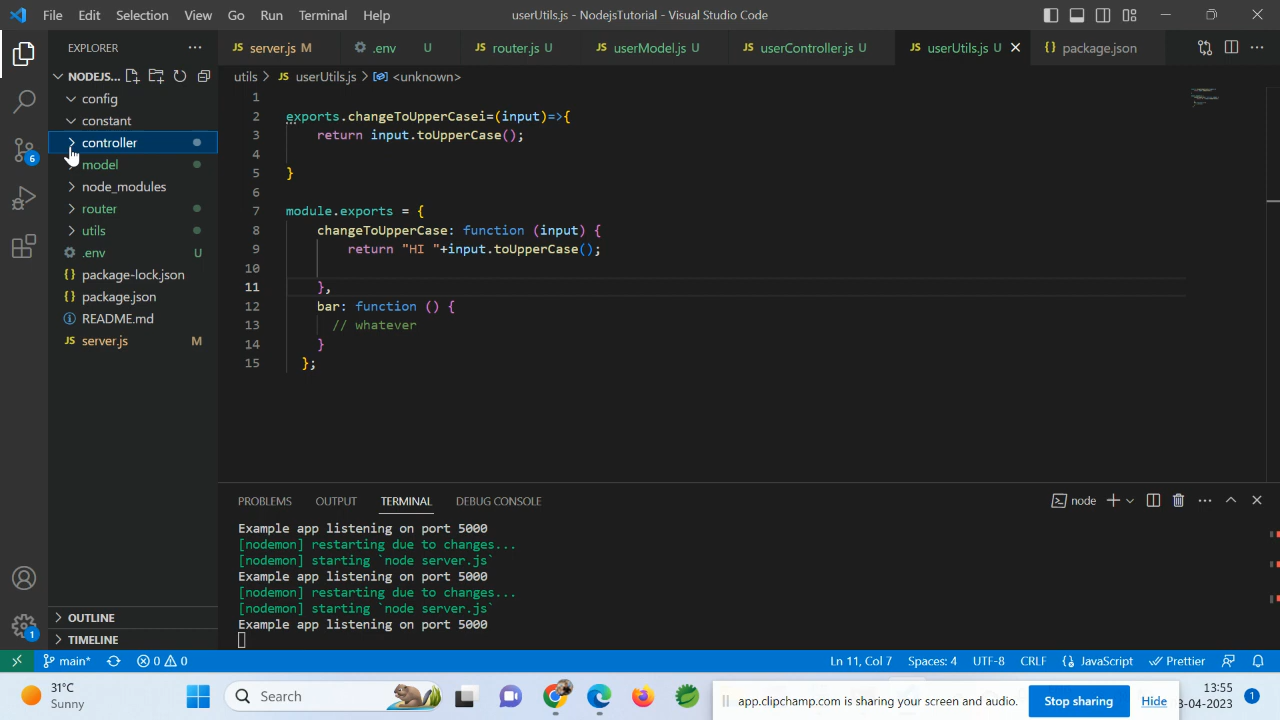 File Edit Selection View Go Run Terminal Help userUtils.js - NodejsTutorial - Visual Studio Code
EXPLORER
server.js M .env U router.js U userModel.js U userController.js U userUtils.js U package.json
NODEJS...
utils userUtils.js <unknown>
config
constant
controller
model
node_modules
router
utils
.env U
package-lock.json
package.json
README.md
server.js M
1
2 exports.changeToUpperCasei=(input)=>{
3 return input.toUpperCase();
4
5 }
6
7 module.exports = {
8 changeToUpperCase: function (input) {
9 return "HI "+input.toUpperCase();
10
11 },
12 bar: function () {
13 // whatever
14 }
15 };
PROBLEMS OUTPUT TERMINAL DEBUG CONSOLE node
Example app listening on port 5000
[nodemon] restarting due to changes...
[nodemon] starting `node server.js`
Example app listening on port 5000
[nodemon] restarting due to changes...
[nodemon] starting `node server.js`
Example app listening on port 5000
6
1
OUTLINE
TIMELINE
main* 0 0 Ln 11, Col 7 Spaces: 4 UTF-8 CRLF JavaScript Prettier
31°C
Sunny
Search
app.clipchamp.com is sharing your screen and audio. Stop sharing Hide
13:55
8-04-2023
1